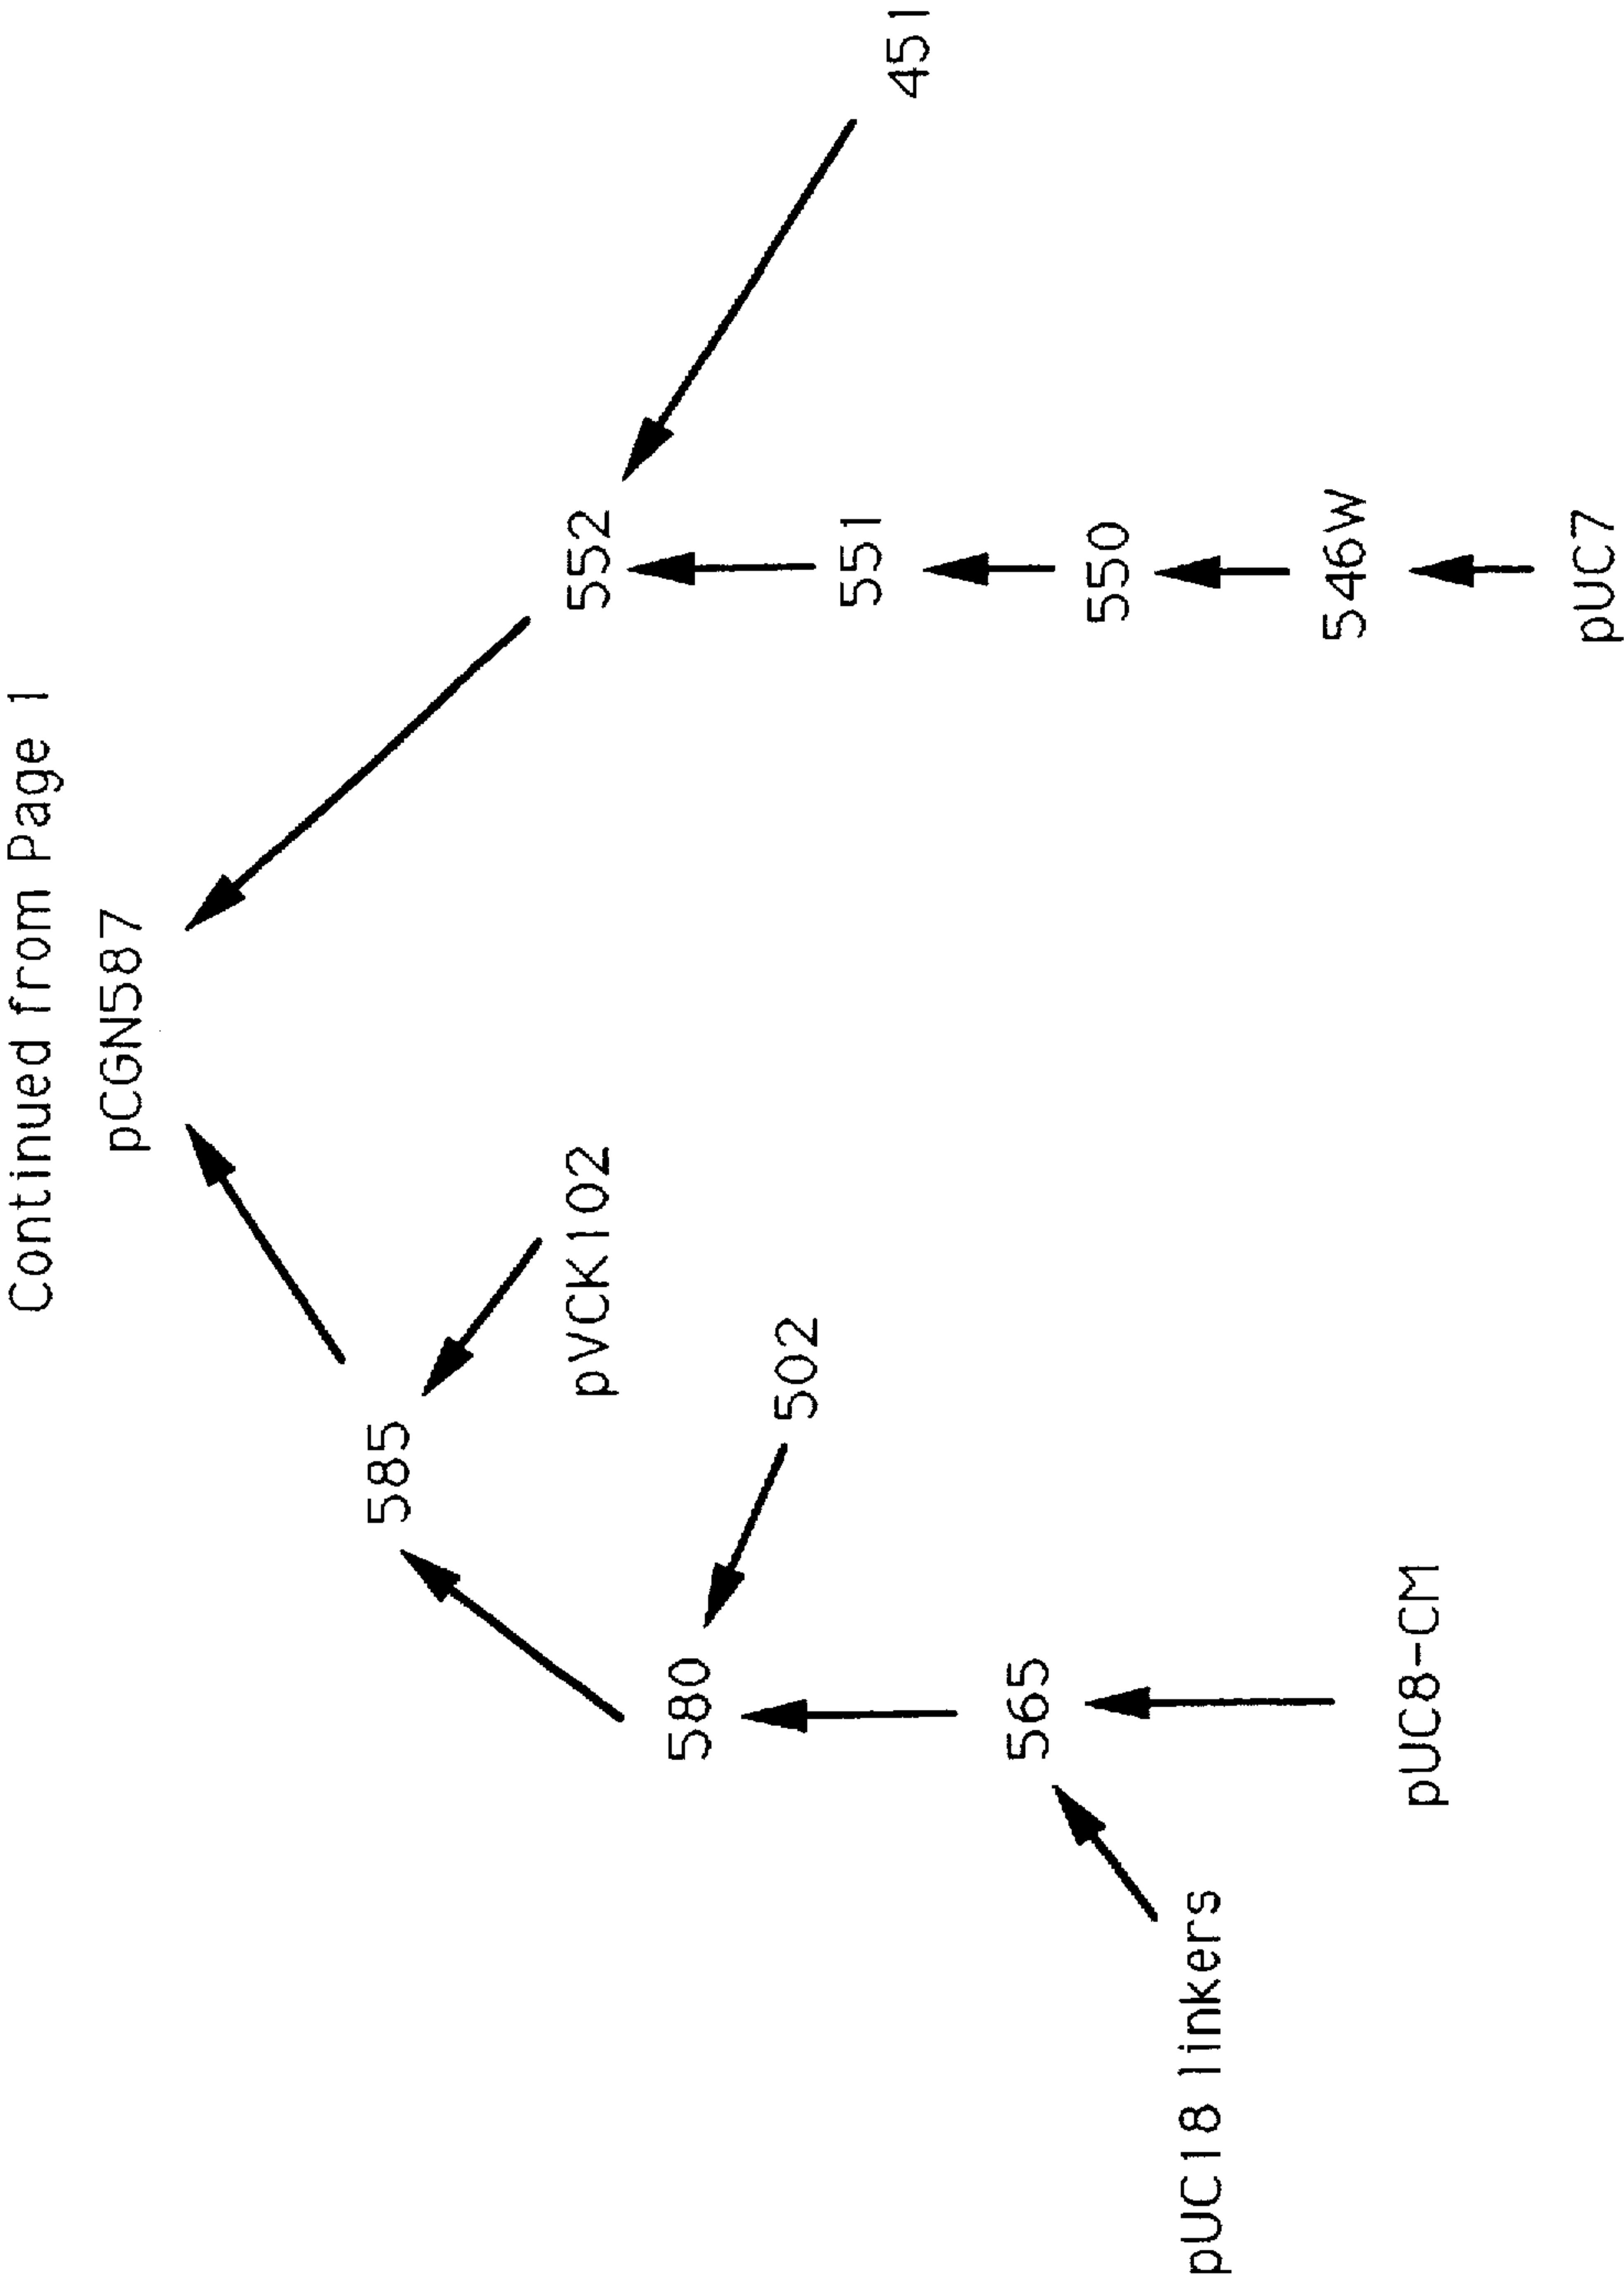 Continued from Page 1
pCGN587
585
552
pVCK102
580
502
551
451
565
550
pUC18 linkers
546W
pUC8-CM
pUC7